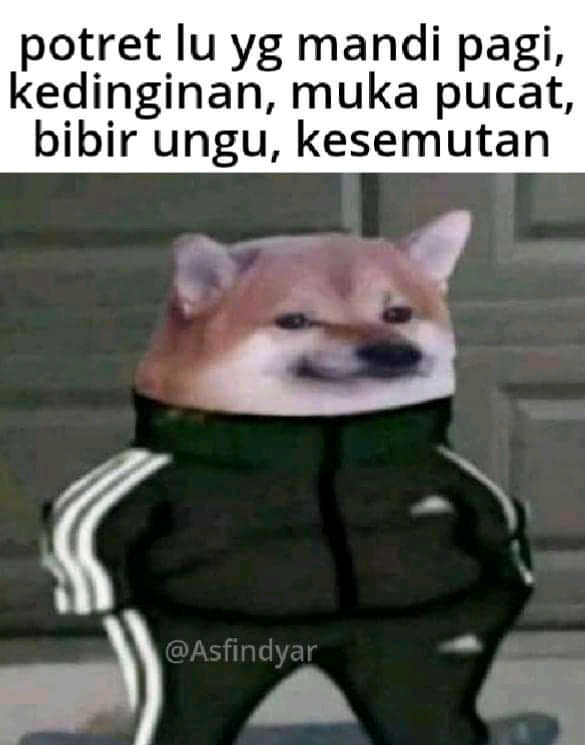 potret lu yg mandi pagi,
kedinginan, muka pucat,
bibir ungu, kesemutan
@Asfindyar